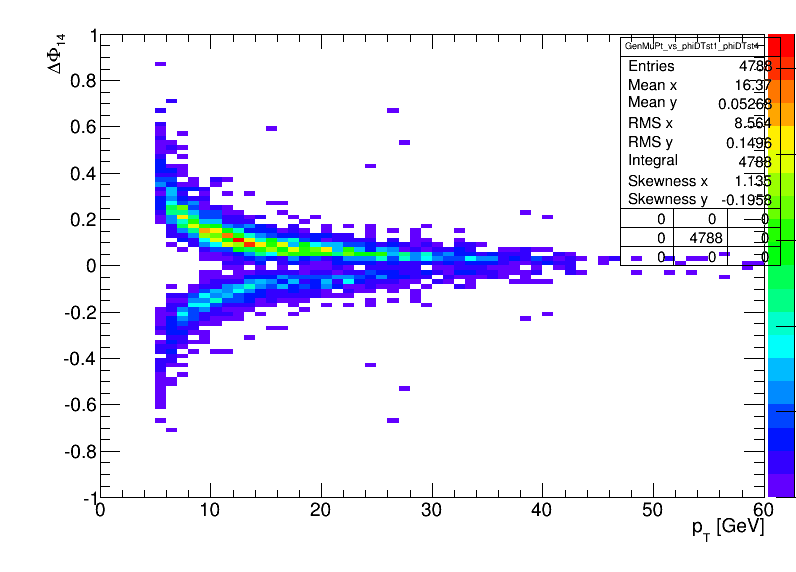 ΔΦ14
1
0.8
0.6
0.4
0.2
0
-0.2
-0.4
-0.6
-0.8
-1
0 10 20 30 40 50 60
pT [GeV]
GenMuPt_vs_phiDTst1_phiDTst4
Entries 4788
Mean x 16.37
Mean y 0.05268
RMS x 8.564
RMS y 0.1496
Integral 4788
Skewness x 1.135
Skewness y -0.1958
0 0 0
0 4788 0
0 0 0